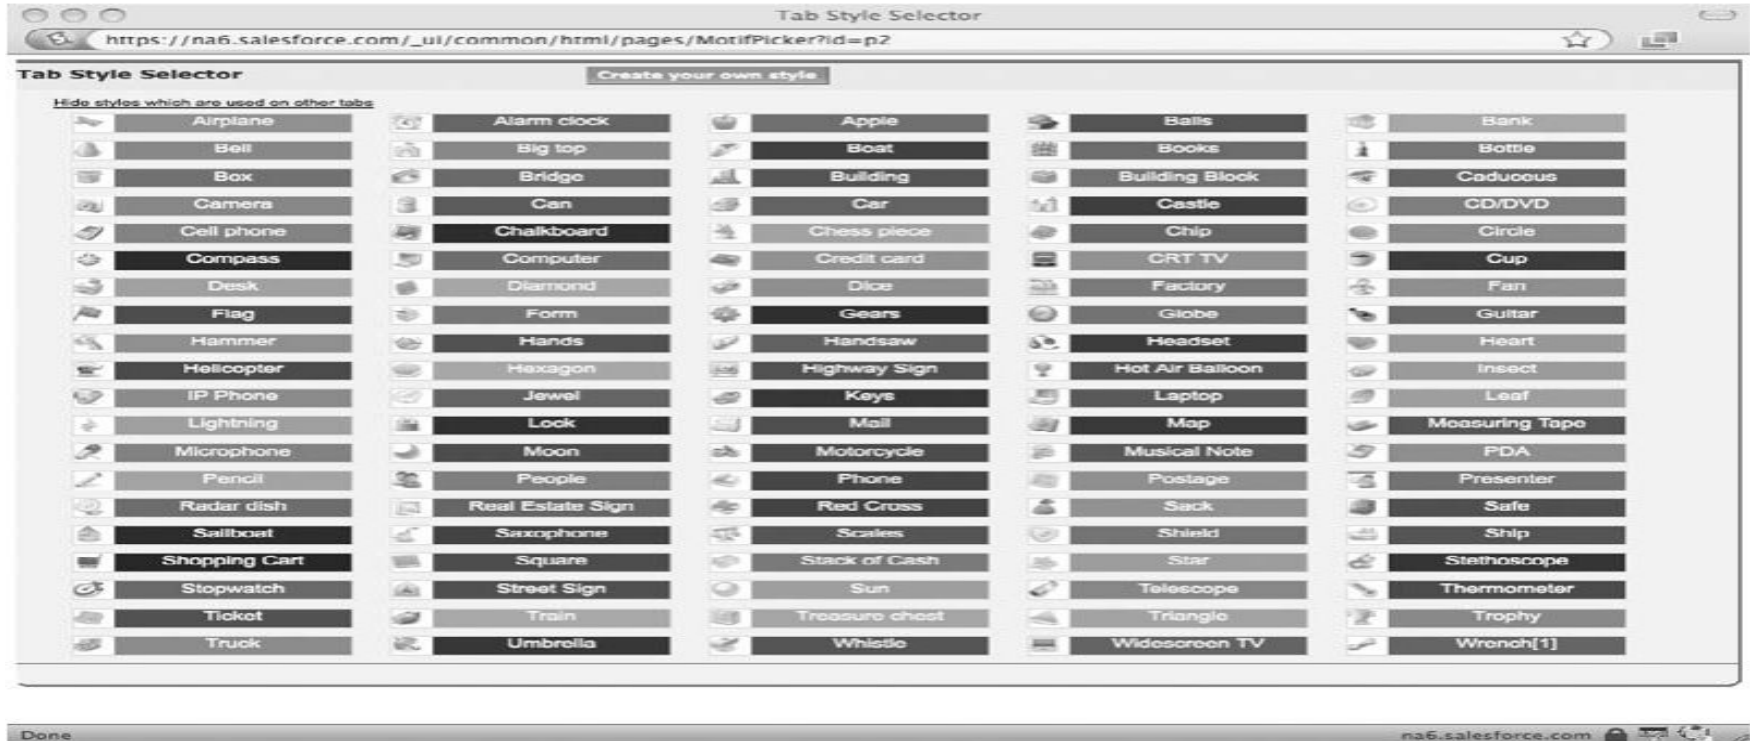 Tab Style Selector
https://na6.salesforce.com/_ui/common/html/pages/MotifPicker?id=p2
Tab Style Selector Create your own style
Hide styles which are used on other tabs
Airplane Alarm clock Apple Balls Bank
Bell Big top Boat Books Bottle
Box Bridge Building Building Block Caduceus
Camera Can Car Castle CD/DVD
Cell phone Chalkboard Chess piece Chip Circle
Compass Computer Credit card CRT TV Cup
Desk Diamond Dice Factory Fan
Flag Form Gears Globe Guitar
Hammer Hands Handsaw Headset Heart
Helicopter Hexagon Highway Sign Hot Air Balloon Insect
IP Phone Jewel Keys Laptop Leaf
Lightning Lock Mail Map Measuring Tape
Microphone Moon Motorcycle Musical Note PDA
Pencil People Phone Postage Presenter
Radar dish Real Estate Sign Red Cross Sack Safe
Sailboat Saxophone Scales Shield Ship
Shopping Cart Square Stack of Cash Star Stethoscope
Stopwatch Street Sign Sun Telescope Thermometer
Ticket Train Treasure chest Triangle Trophy
Truck Umbrella Whistle Widescreen TV Wrench[1]
Done na6.salesforce.com